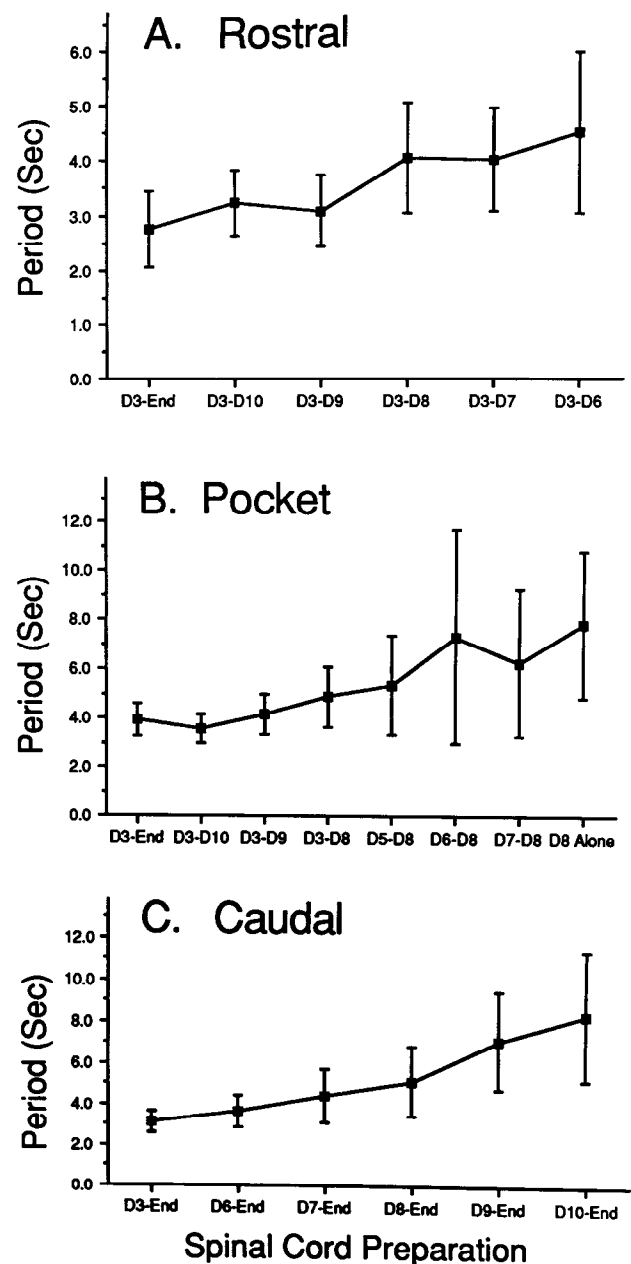 A. Rostral
Period (Sec)
6.0
5.0
4.0
3.0
2.0
1.0
0.0
D3-End D3-D10 D3-D9 D3-D8 D3-D7 D3-D6
B. Pocket
Period (Sec)
12.0
10.0
8.0
6.0
4.0
2.0
0.0
D3-End D3-D10 D3-D9 D3-D8 D5-D8 D6-D8 D7-D8 D8 Alone
C. Caudal
Period (Sec)
12.0
10.0
8.0
6.0
4.0
2.0
0.0
D3-End D6-End D7-End D8-End D9-End D10-End
Spinal Cord Preparation